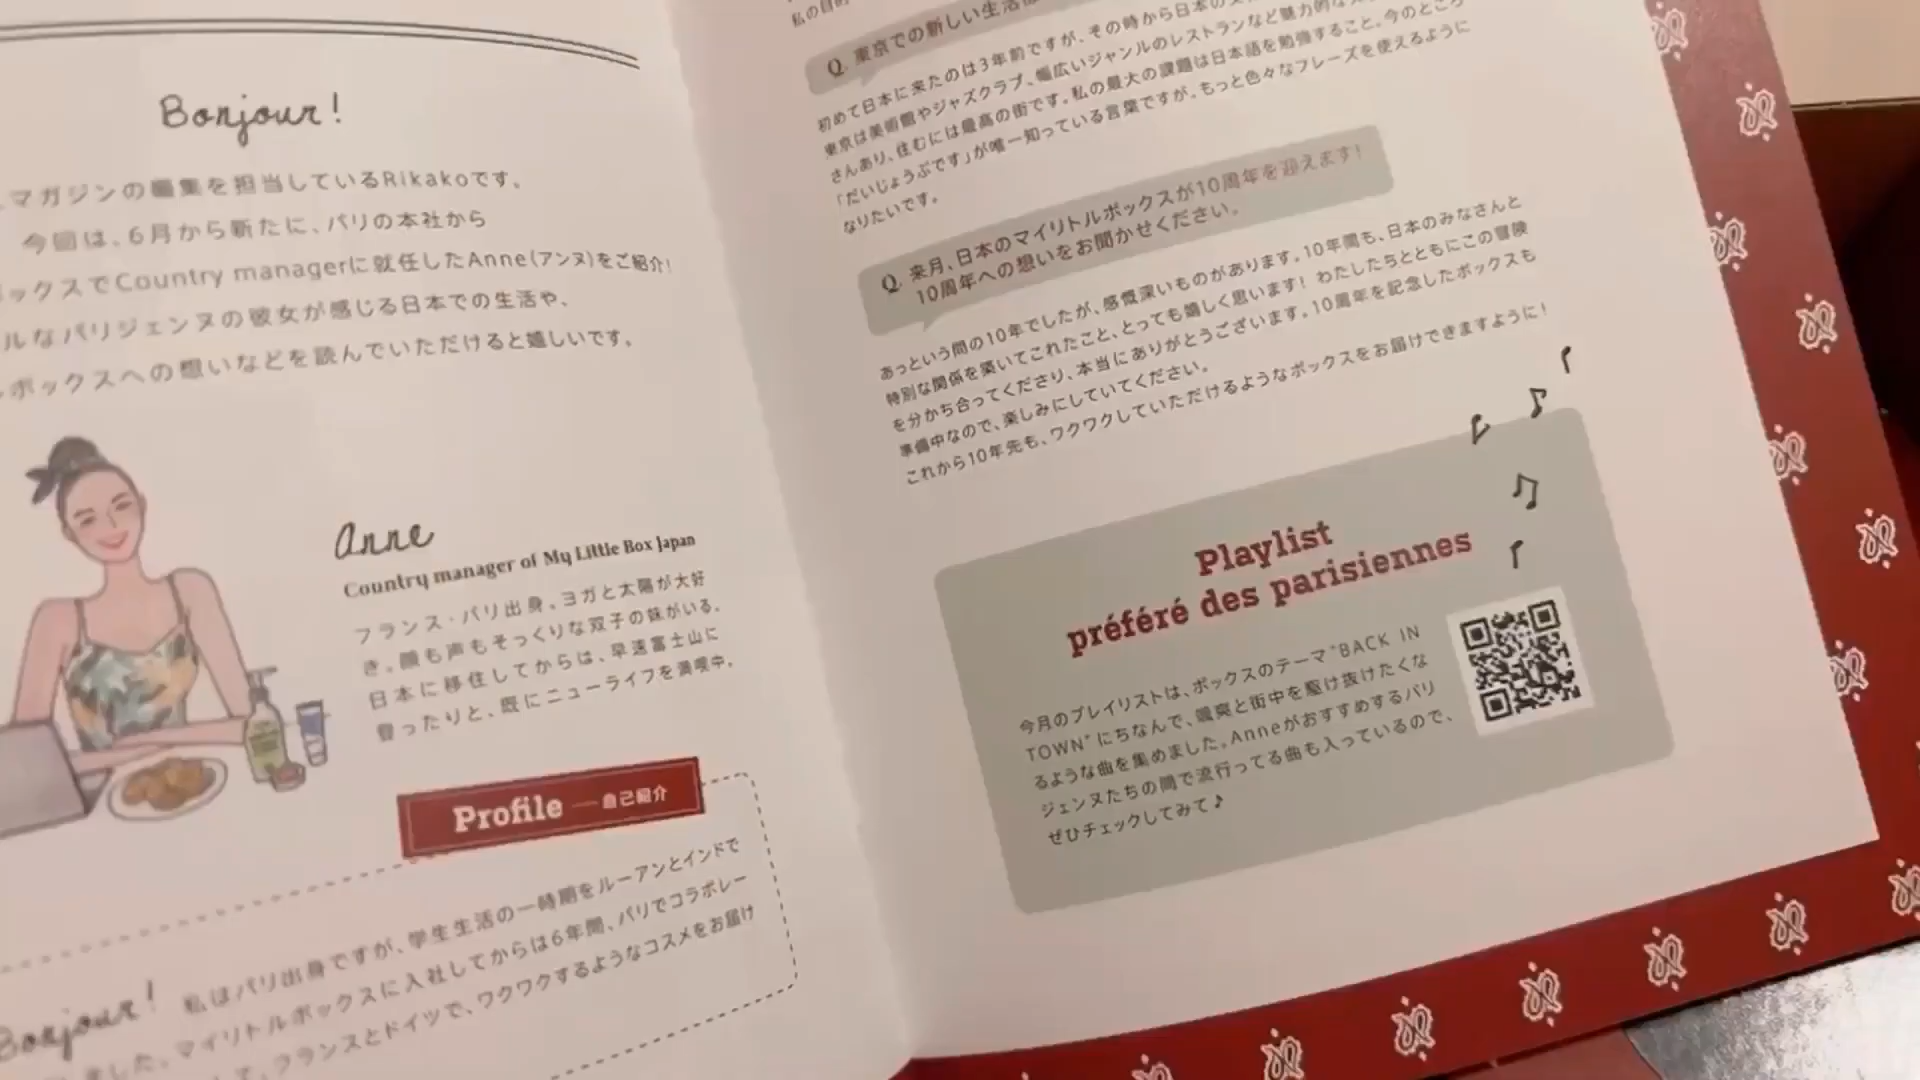 Bonjour!
マガジンの編集を担当しているRikakoです。
今回は、6月から新たに、パリの本社から
ックスでCountry managerに就任したAnne(アンヌ)をご紹介!
ルなパリジェンヌの彼女が感じる日本での生活や、
ボックスへの想いなどを読んでいただけると嬉しいです。
Anne
Country manager of My Little Box Japan
フランス・パリ出身。ヨガと太陽が大好
き。顔も声もそっくりな双子の妹がいる。
日本に移住してからは、早速富士山に
登ったりと、既にニューライフを満喫中。
Profile — 自己紹介
Bonjour! 私はパリ出身ですが、学生生活の一時期をルーアンとインドで
ました。マイリトルボックスに入社してからは6年間、パリでコラボレー
て、フランスとドイツで、ワクワクするようなコスメをお届け
私の目的
Q. 東京での新しい生活は
初めて日本に来たのは3年前ですが、その時から日本の
東京は美術館やジャズクラブ、幅広いジャンルのレストランなど魅力的な
さんあり、住むには最高の街です。私の最大の課題は日本語を勉強すること。今のところ
「だいじょうぶです」が唯一知っている言葉ですが、もっと色々なフレーズを使えるように
なりたいです。
Q. 来月、日本のマイリトルボックスが10周年を迎えます!
10周年への想いをお聞かせください。
あっという間の10年でしたが、感慨深いものがあります。10年間も、日本のみなさんと
特別な関係を築いてこれたこと、とっても嬉しく思います! わたしたちとともにこの冒険
を分かち合ってくださり、本当にありがとうございます。10周年を記念したボックスも
準備中なので、楽しみにしていてください。
これから10年先も、ワクワクしていただけるようなボックスをお届けできますように!
Playlist
préféré des parisiennes
今月のプレイリストは、ボックスのテーマ"BACK IN
TOWN"にちなんで、颯爽と街中を駆け抜けたくな
るような曲を集めました。Anneがおすすめするパリ
ジェンヌたちの間で流行ってる曲も入っているので、
ぜひチェックしてみて♪